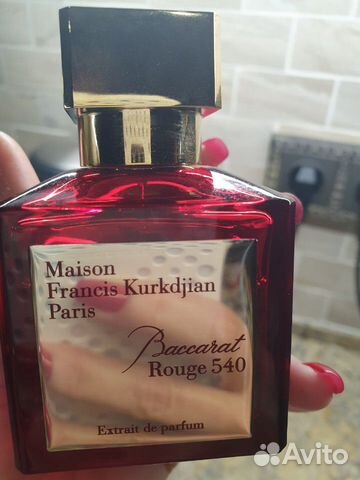 Maison
Francis Kurkdjian
Paris
Baccarat
Rouge 540
Extrait de parfum
Avito